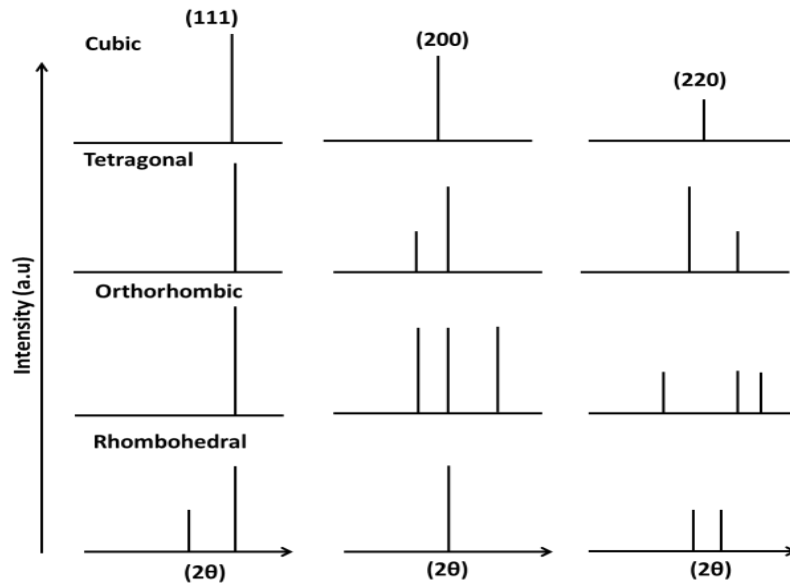 (111)
(200)
(220)
Cubic
Tetragonal
Orthorhombic
Rhombohedral
Intensity (a.u)
(2θ)
(2θ)
(2θ)